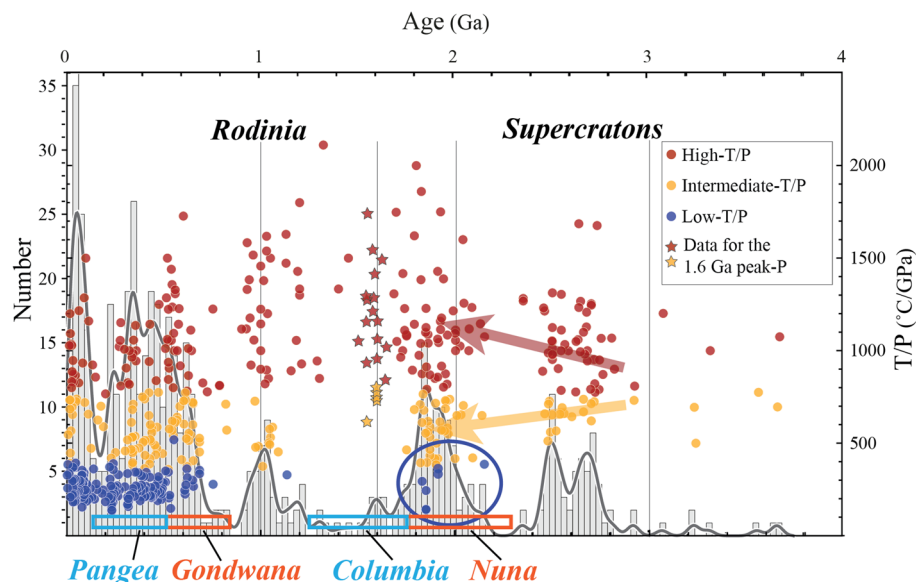 Age (Ga)
0 1 2 3 4
35
30
25
20
15
10
5
Number
Rodinia
Supercratons
High-T/P
Intermediate-T/P
Low-T/P
Data for the
1.6 Ga peak-P
2000
1500
1000
500
T/P (˚C/GPa)
Pangea Gondwana Columbia Nuna